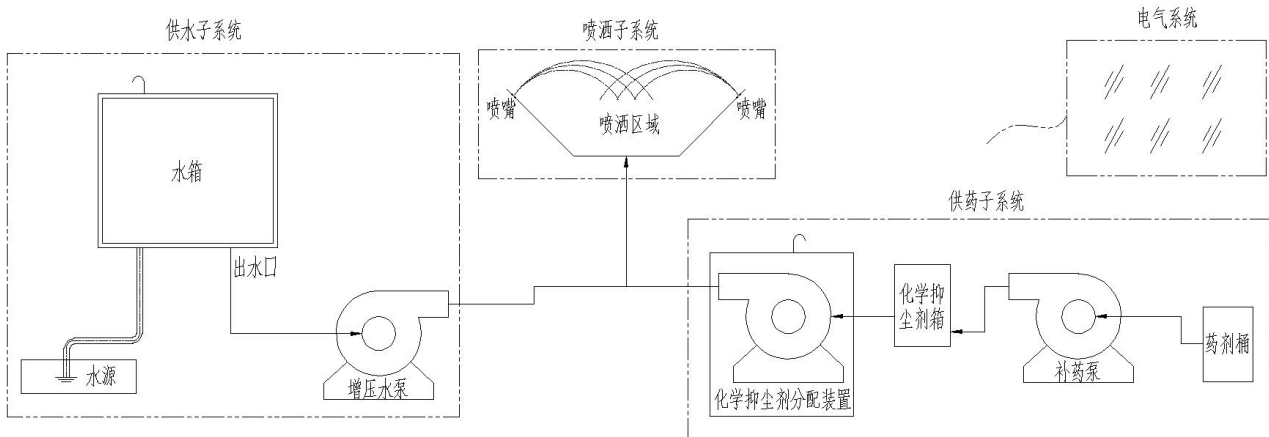 供水子系统
喷洒子系统
电气系统
喷嘴
喷嘴
喷洒区域
水箱
供药子系统
出水口
化学抑
尘剂箱
水源
增压水泵
化学抑尘剂分配装置
补药泵
药剂桶